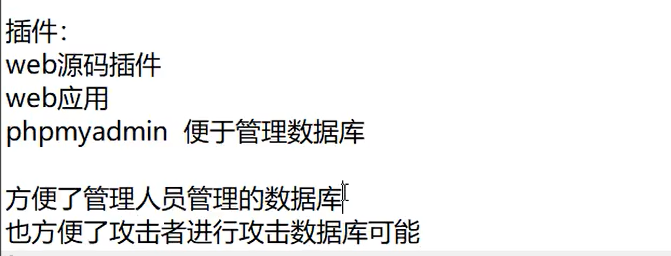 插件：
web源码插件
web应用
phpmyadmin  便于管理数据库
方便了管理人员管理的数据库
也方便了攻击者进行攻击数据库可能